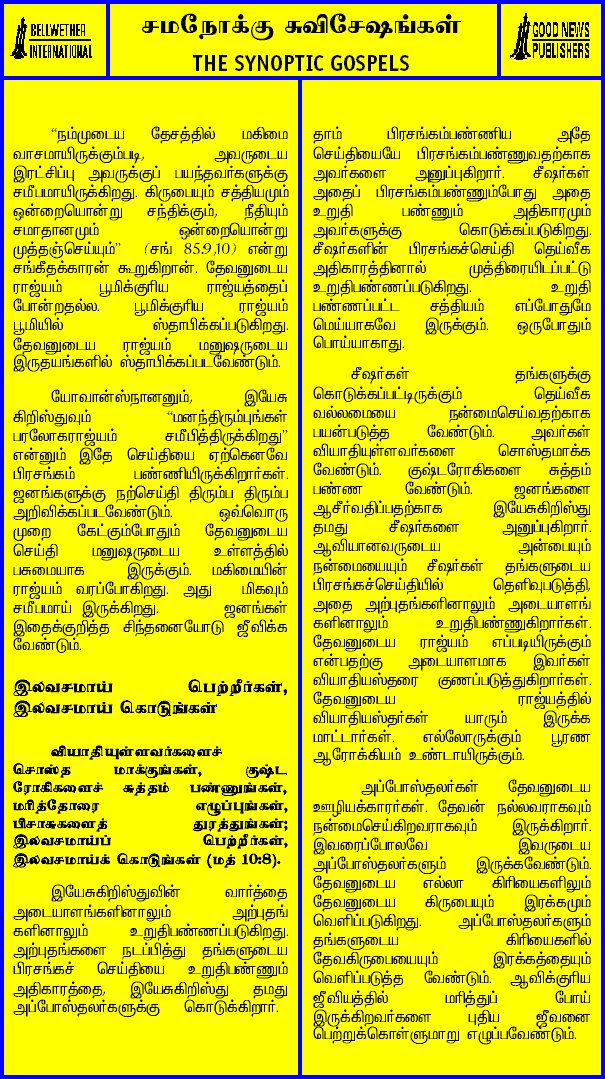 BELLWETHER
INTERNATIONAL
சமநோக்கு சுவிசேஷங்கள்
THE SYNOPTIC GOSPELS
GOOD NEWS
PUBLISHERS
“நம்முடைய தேசத்தில் மகிமை
வாசமாயிருக்கும்படி, அவருடைய
இரட்சிப்பு அவருக்குப் பயந்தவர்களுக்கு
சமீபமாயிருக்கிறது. கிருபையும் சத்தியமும்
ஒன்றையொன்று சந்திக்கும், நீதியும்
சமாதானமும் ஒன்றையொன்று
முத்தஞ்செய்யும்” (சங் 85.9,10) என்று
சங்கீதக்காரன் கூறுகிறான். தேவனுடைய
ராஜ்யம் பூமிக்குரிய ராஜ்யத்தைப்
போன்றதல்ல. பூமிக்குரிய ராஜ்யம்
பூமியில் ஸ்தாபிக்கப்படுகிறது.
தேவனுடைய ராஜ்யம் மனுஷருடைய
இருதயங்களில் ஸ்தாபிக்கப்படவேண்டும்.
யோவான்ஸ்நானனும், இயேசு
கிறிஸ்துவும் “மனந்திரும்புங்கள்
பரலோகராஜ்யம் சமீபித்திருக்கிறது”
என்னும் இதே செய்தியை ஏற்கெனவே
பிரசங்கம் பண்ணியிருக்கிறார்கள்.
ஜனங்களுக்கு நற்செய்தி திரும்ப திரும்ப
அறிவிக்கப்படவேண்டும். ஒவ்வொரு
முறை கேட்கும்போதும் தேவனுடைய
செய்தி மனுஷருடைய உள்ளத்தில்
பசுமையாக இருக்கும். மகிமையின்
ராஜ்யம் வரப்போகிறது. அது மிகவும்
சமீபமாய் இருக்கிறது. ஜனங்கள்
இதைக்குறித்த சிந்தனையோடு ஜீவிக்க
வேண்டும்.
இலவசமாய் பெற்றீர்கள்,
இலவசமாய் கொடுங்கள்
வியாதியுள்ளவர்களைச்
சொஸ்த மாக்குங்கள், குஷ்ட
ரோகிகளைச் சுத்தம் பண்ணுங்கள்,
மரித்தோரை எழுப்புங்கள்,
பிசாசுகளைத் துரத்துங்கள்;
இலவசமாய்ப் பெற்றீர்கள்,
இலவசமாய்க் கொடுங்கள் (மத் 10:8).
இயேசுகிறிஸ்துவின் வார்த்தை
அடையாளங்களினாலும் அற்புதங்
களினாலும் உறுதிபண்ணப்படுகிறது.
அற்புதங்களை நடப்பித்து தங்களுடைய
பிரசங்கச் செய்தியை உறுதிபண்ணும்
அதிகாரத்தை, இயேசுகிறிஸ்து தமது
அப்போஸ்தலர்களுக்கு கொடுக்கிறார்.
தாம் பிரசங்கம்பண்ணிய அதே
செய்தியையே பிரசங்கம்பண்ணுவதற்காக
அவர்களை அனுப்புகிறார். சீஷர்கள்
அதைப் பிரசங்கம்பண்ணும்போது அதை
உறுதி பண்ணும் அதிகாரமும்
அவர்களுக்கு கொடுக்கப்படுகிறது.
சீஷர்களின் பிரசங்கச்செய்தி தெய்வீக
அதிகாரத்தினால் முத்திரையிடப்பட்டு
உறுதிபண்ணப்படுகிறது. உறுதி
பண்ணப்பட்ட சத்தியம் எப்போதுமே
மெய்யாகவே இருக்கும். ஒருபோதும்
பொய்யாகாது.
சீஷர்கள் தங்களுக்கு
கொடுக்கப்பட்டிருக்கும் தெய்வீக
வல்லமையை நன்மைசெய்வதற்காக
பயன்படுத்த வேண்டும். அவர்கள்
வியாதியுள்ளவர்களை சொஸ்தமாக்க
வேண்டும். குஷ்டரோகிகளை சுத்தம்
பண்ண வேண்டும். ஜனங்களை
ஆசீர்வதிப்பதற்காக இயேசுகிறிஸ்து
தமது சீஷர்களை அனுப்புகிறார்.
ஆவியானவருடைய அன்பையும்
நன்மையையும் சீஷர்கள் தங்களுடைய
பிரசங்கச்செய்தியில் தெளிவுபடுத்தி,
அதை அற்புதங்களினாலும் அடையாளங்
களினாலும் உறுதிபண்ணுகிறார்கள்.
தேவனுடைய ராஜ்யம் எப்படியிருக்கும்
என்பதற்கு அடையாளமாக இவர்கள்
வியாதியஸ்தரை குணப்படுத்துகிறார்கள்.
தேவனுடைய ராஜ்யத்தில்
வியாதியஸ்தர்கள் யாரும் இருக்க
மாட்டார்கள். எல்லோருக்கும் பூரண
ஆரோக்கியம் உண்டாயிருக்கும்.
அப்போஸ்தலர்கள் தேவனுடைய
ஊழியக்காரர்கள். தேவன் நல்லவராகவும்
நன்மைசெய்கிறவராகவும் இருக்கிறார்.
இவரைப்போலவே இவருடைய
அப்போஸ்தலர்களும் இருக்கவேண்டும்.
தேவனுடைய எல்லா கிரியைகளிலும்
தேவனுடைய கிருபையும் இரக்கமும்
வெளிப்படுகிறது. அப்போஸ்தலர்களும்
தங்களுடைய கிரியைகளில்
தேவகிருபையையும் இரக்கத்தையும்
வெளிப்படுத்த வேண்டும். ஆவிக்குரிய
ஜீவியத்தில் மரித்துப் போய்
இருக்கிறவர்களை புதிய ஜீவனை
பெற்றுக்கொள்ளுமாறு எழுப்பவேண்டும்.